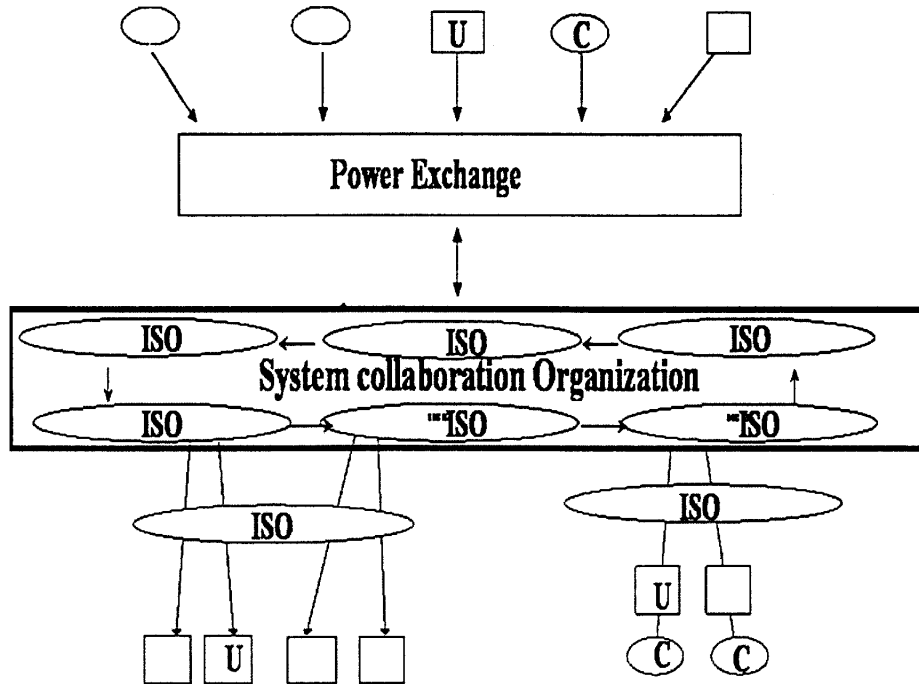 U C
Power Exchange
ISO ISO ISO
System collaboration Organization
ISO ISO ISO
ISO ISO
U
U
C C